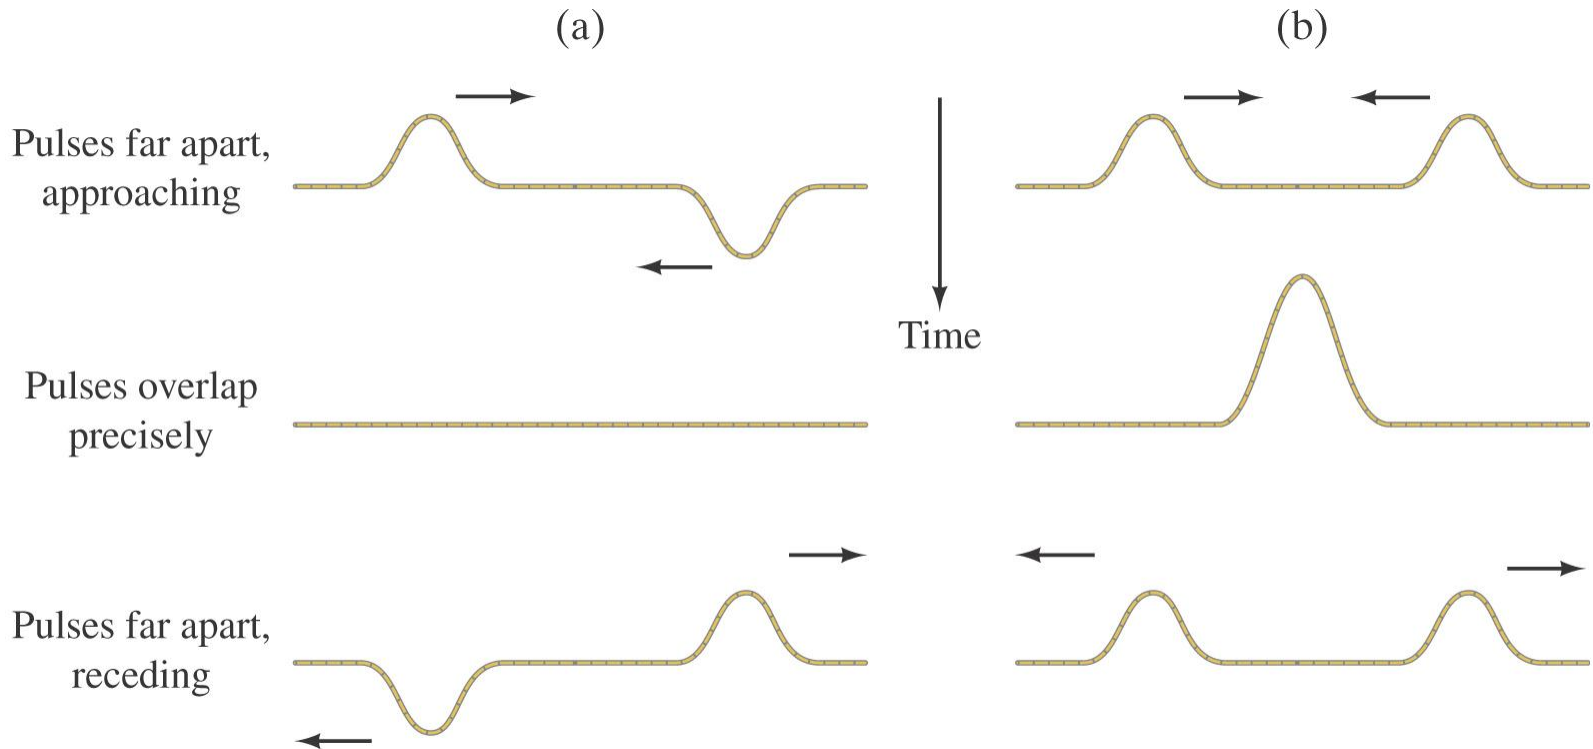 (a)
(b)
Pulses far apart,
approaching
Time
Pulses overlap
precisely
Pulses far apart,
receding